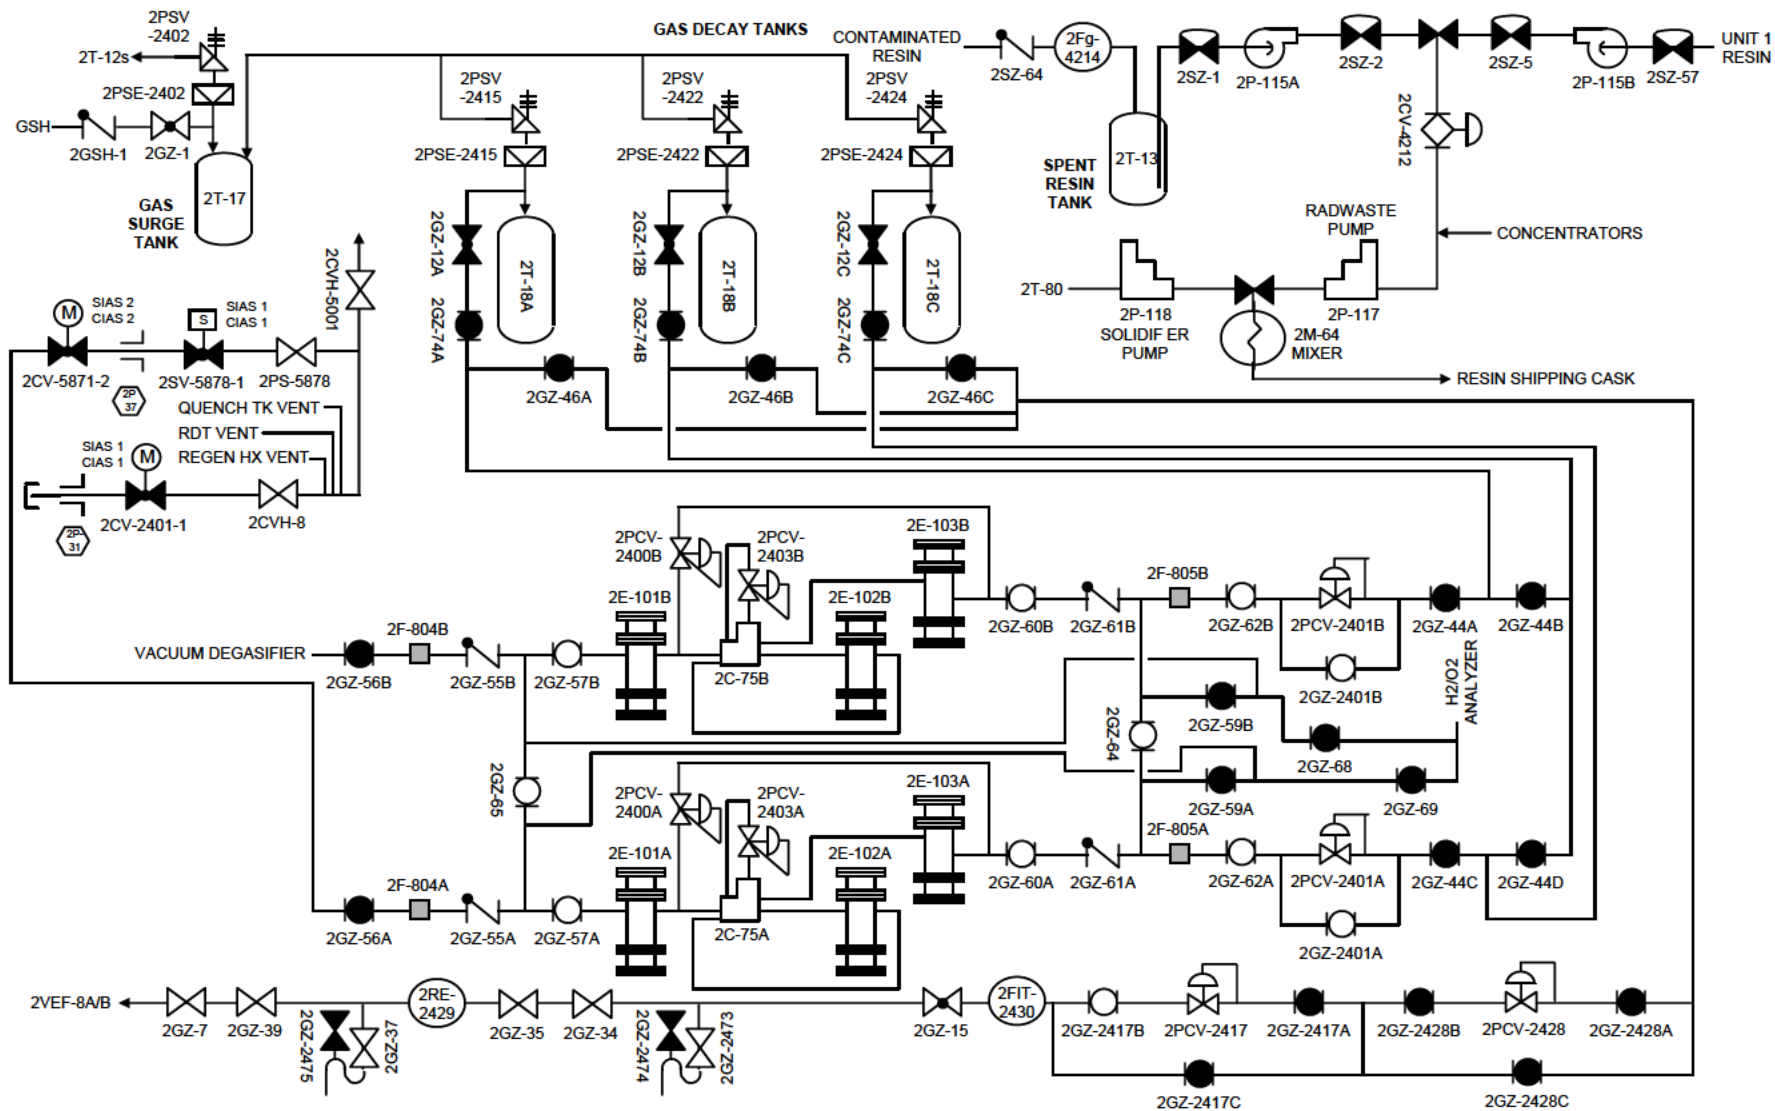 2PSV
-2402
2T-12s
2PSE-2402
GSH
2GSH-1
2GZ-1
2T-17
GAS
SURGE
TANK
GAS DECAY TANKS
2PSV
-2415
2PSV
-2422
2PSV
-2424
2PSE-2415
2PSE-2422
2PSE-2424
2GZ-12A
2GZ-12B
2GZ-12C
2T-18A
2T-18B
2T-18C
2GZ-74A
2GZ-74B
2GZ-74C
2GZ-46A
2GZ-46B
2GZ-46C
CONTAMINATED
RESIN
2SZ-64
2Fg-
4214
2SZ-1
2P-115A
2SZ-2
2SZ-5
2P-115B
2SZ-57
UNIT 1
RESIN
2CV-4212
2T-13
SPENT
RESIN
TANK
RADWASTE
PUMP
CONCENTRATORS
2T-80
2P-118
SOLIDIF ER
PUMP
2P-117
2M-64
MIXER
RESIN SHIPPING CASK
2CVH-5001
M
SIAS 2
CIAS 2
S
SIAS 1
CIAS 1
2CV-5871-2
2SV-5878-1
2PS-5878
2P
37
QUENCH TK VENT
RDT VENT
REGEN HX VENT
SIAS 1
CIAS 1
M
2CV-2401-1
2CVH-8
2P-
31
2PCV-
2400B
2PCV-
2403B
2E-103B
2E-101B
2E-102B
VACUUM DEGASIFIER
2F-804B
2GZ-56B
2GZ-55B
2GZ-57B
2C-75B
2GZ-60B
2GZ-61B
2F-805B
2GZ-62B
2PCV-2401B
2GZ-44A
2GZ-44B
2GZ-2401B
H2/O2
ANALYZER
2GZ-59B
2GZ-64
2GZ-68
2GZ-65
2GZ-59A
2GZ-69
2PCV-
2400A
2PCV-
2403A
2E-103A
2E-101A
2E-102A
2F-804A
2GZ-56A
2GZ-55A
2GZ-57A
2C-75A
2GZ-60A
2GZ-61A
2F-805A
2GZ-62A
2PCV-2401A
2GZ-44C
2GZ-44D
2GZ-2401A
2VEF-8A/B
2GZ-7
2GZ-39
2GZ-2475
2GZ-37
2RE-
2429
2GZ-35
2GZ-34
2GZ-2474
2GZ-2473
2GZ-15
2FIT-
2430
2GZ-2417B
2PCV-2417
2GZ-2417A
2GZ-2428B
2PCV-2428
2GZ-2428A
2GZ-2417C
2GZ-2428C